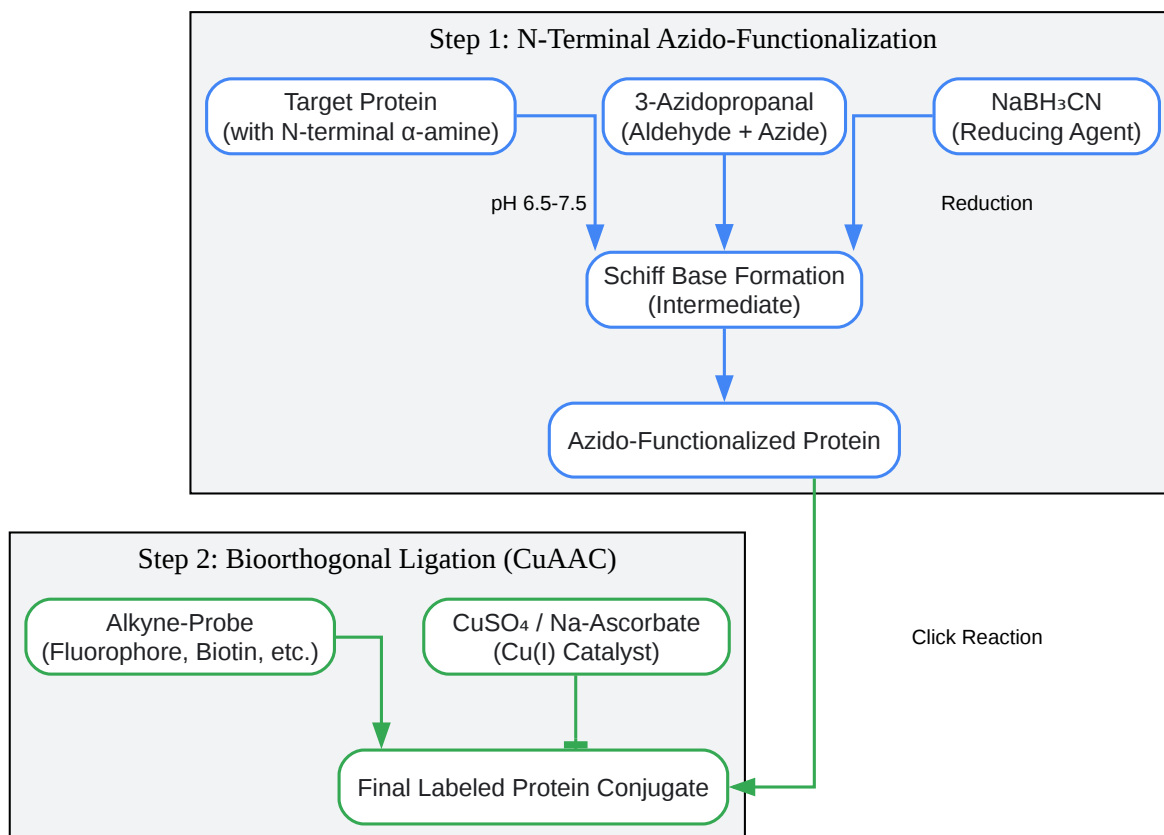 Step 1: N-Terminal Azido-Functionalization
Target Protein
(with N-terminal α-amine)
3-Azidopropanal
(Aldehyde + Azide)
NaBH₃CN
(Reducing Agent)
pH 6.5-7.5
Reduction
Schiff Base Formation
(Intermediate)
Azido-Functionalized Protein
Step 2: Bioorthogonal Ligation (CuAAC)
Alkyne-Probe
(Fluorophore, Biotin, etc.)
CuSO₄ / Na-Ascorbate
(Cu(I) Catalyst)
Click Reaction
Final Labeled Protein Conjugate